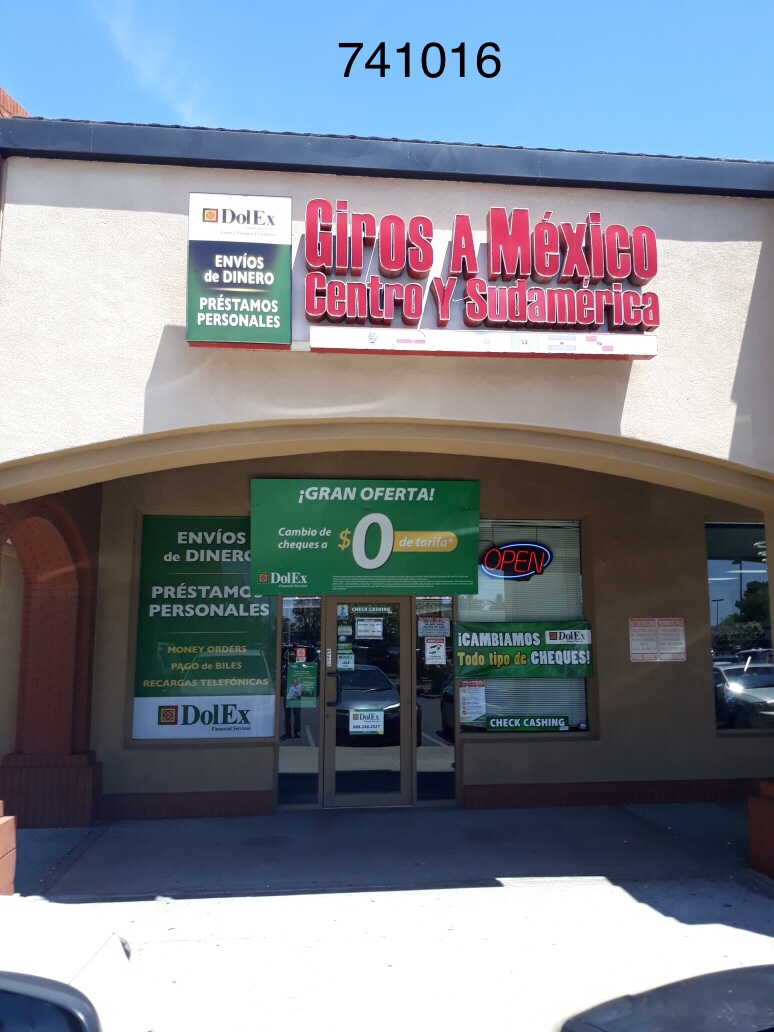 741016
DolEx
ENVÍOS
de DINERO
PRÉSTAMOS
PERSONALES
Giros A México
Centro Y Sudamérica
¡GRAN OFERTA!
Cambio de
cheques a
$0 de tarifa*
DolEx
Financial Services
ENVÍOS
de DINERO
PRÉSTAMOS
PERSONALES
MONEY ORDERS
PAGO de BILES
RECARGAS TELEFÓNICAS
DolEx
Financial Services
CHECK CASHING
DolEx
OPEN
¡CAMBIAMOS DolEx
Todo tipo de CHEQUES!
CHECK CASHING